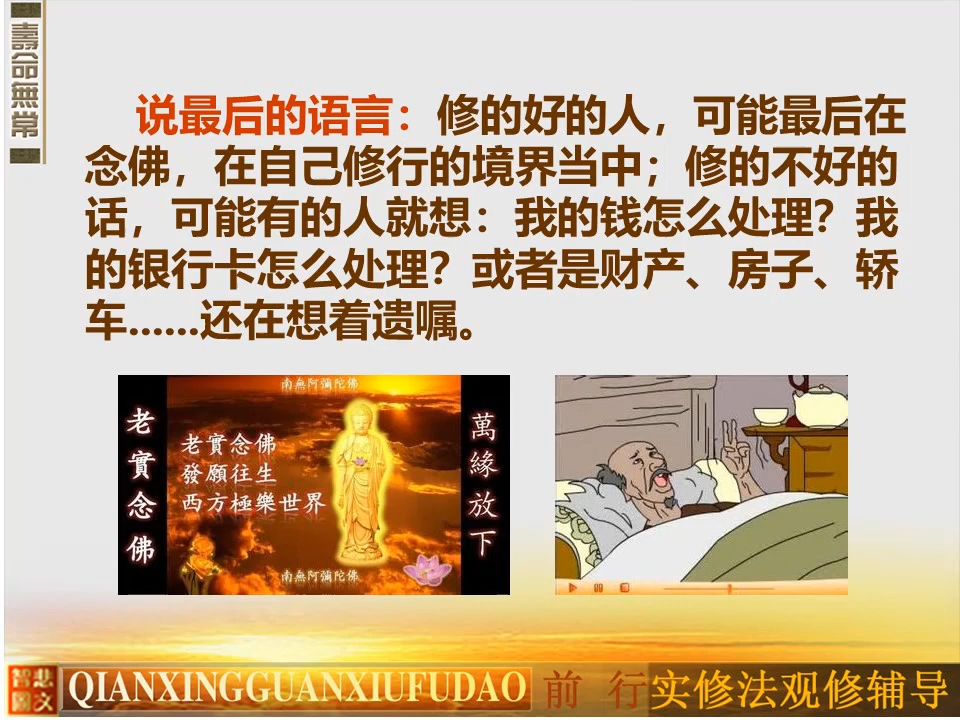 壽命無常
说最后的语言：修的好的人，可能最后在
念佛，在自己修行的境界当中；修的不好的
话，可能有的人就想：我的钱怎么处理？我
的银行卡怎么处理？或者是财产、房子、轿
车......还在想着遗嘱。
南無阿彌陀佛
老實念佛
老實念佛
發願往生
西方極樂世界
萬緣放下
南無阿彌陀佛
智悲
QIANXINGGUANXIUFUDAO
前 行 实修法观修辅导